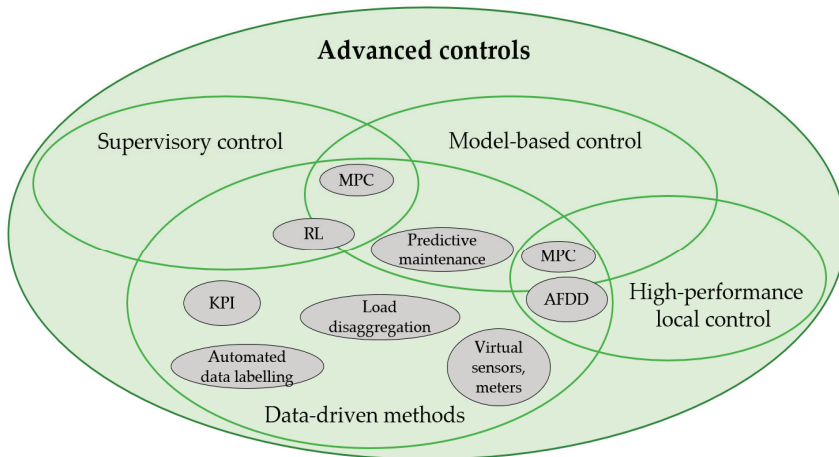 Advanced controls
Supervisory control
Model-based control
MPC
RL
Predictive
maintenance
MPC
AFDD
High-performance
local control
KPI
Load
disaggregation
Automated
data labelling
Virtual
sensors,
meters
Data-driven methods